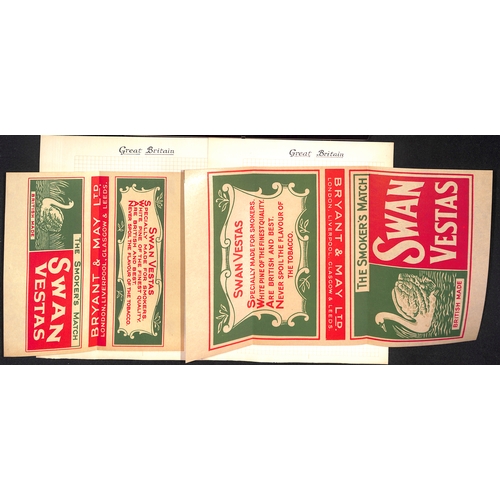 Great Britain
Great Britain
BRITISH MADE
THE SMOKER'S MATCH
SWAN
VESTAS
BRYANT & MAY LTD.
LONDON, LIVERPOOL, GLASGOW & LEEDS.
SWAN VESTAS
SPECIALLY MADE FOR SMOKERS.
WHITE PINE OF THE FINEST QUALITY.
ARE BRITISH AND BEST.
NEVER SPOIL THE FLAVOUR OF THE TOBACCO.
SWAN VESTAS
SPECIALLY MADE FOR SMOKERS.
WHITE PINE OF THE FINEST QUALITY.
ARE BRITISH AND BEST.
NEVER SPOIL THE FLAVOUR OF
THE TOBACCO.
BRYANT & MAY LTD.
LONDON, LIVERPOOL, GLASGOW & LEEDS.
THE SMOKER'S MATCH
SWAN
VESTAS
BRITISH MADE